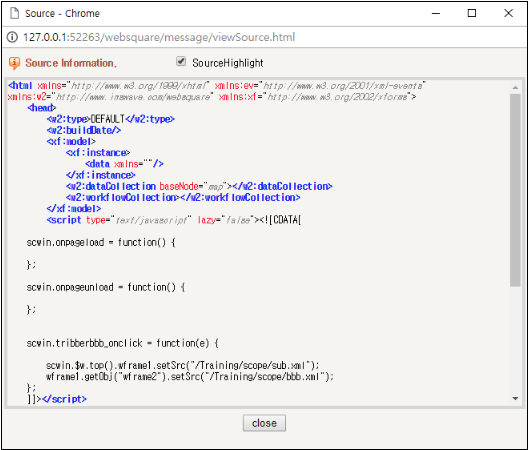 Source - Chrome
127.0.0.1:52263/websquare/message/viewSource.html
Source Information, SourceHighlight
<html xmlns="http://www.w3.org/1999/xhtml" xmlns:ev="http://www.w3.org/2001/xml-events"
xmlns:w2="http://www.inswave.com/websquare" xmlns:xf="http://www.w3.org/2002/xforms">
    <head>
        <w2:type>DEFAULT</w2:type>
        <w2:buildDate/>
        <xf:model>
            <xf:instance>
                <data xmlns=""/>
            </xf:instance>
            <w2:dataCollection baseNode="map"></w2:dataCollection>
            <w2:workflowCollection></w2:workflowCollection>
        </xf:model>
        <script type="text/javascript" lazy="false"><![CDATA[
    scwin.onpageload = function() {
    };
    scwin.onpageunload = function() {
    };
    scwin.tribberbbb_onclick = function(e) {
        scwin.$w.top().wframe1.setSrc("/Training/scope/sub.xml");
        wframe1.getObj("wframe2").setSrc("/Training/scope/bbb.xml");
    };
    ]]></script>
close